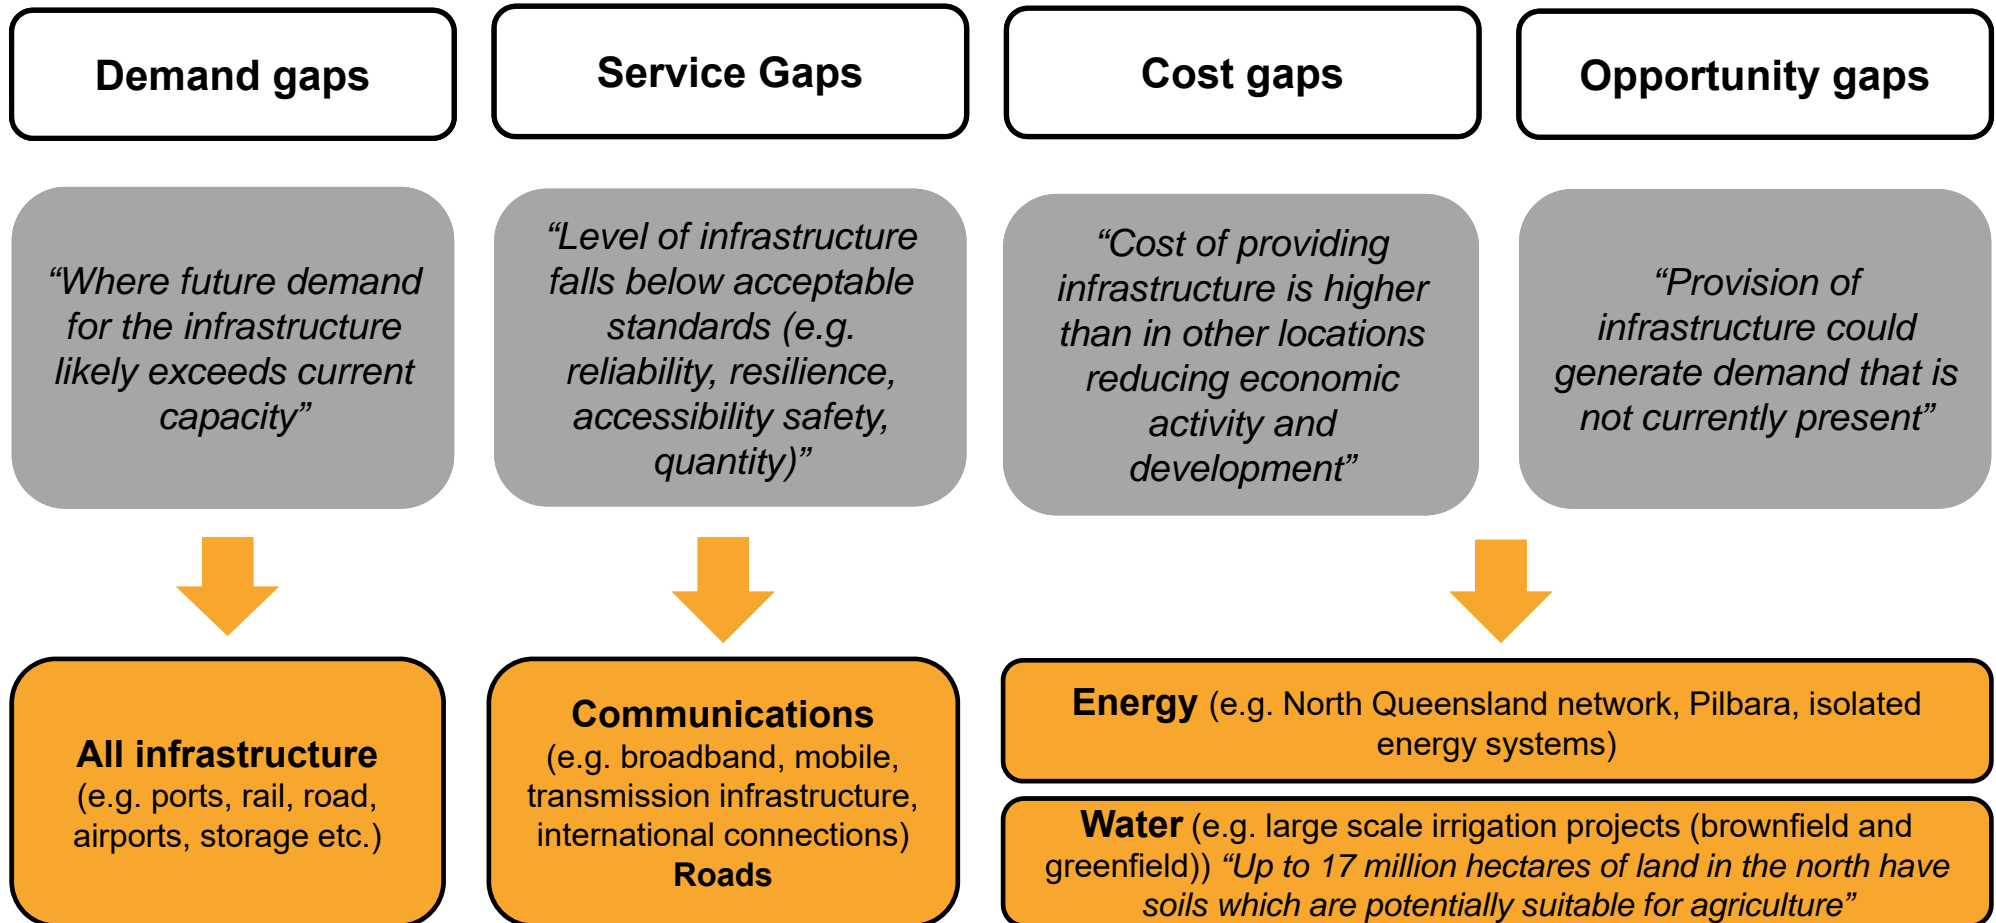 Demand gaps
Service Gaps
Cost gaps
Opportunity gaps
“Where future demand
for the infrastructure
likely exceeds current
capacity”
“Level of infrastructure
falls below acceptable
standards (e.g.
reliability, resilience,
accessibility safety,
quantity)”
“Cost of providing
infrastructure is higher
than in other locations
reducing economic
activity and
development”
“Provision of
infrastructure could
generate demand that is
not currently present”
All infrastructure
(e.g. ports, rail, road,
airports, storage etc.)
Communications
(e.g. broadband, mobile,
transmission infrastructure,
international connections)
Roads
Energy (e.g. North Queensland network, Pilbara, isolated
energy systems)
Water (e.g. large scale irrigation projects (brownfield and
greenfield)) “Up to 17 million hectares of land in the north have
soils which are potentially suitable for agriculture”